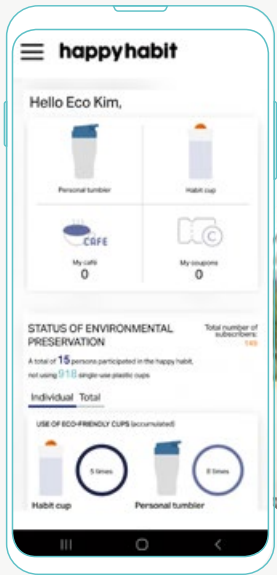 happyhabit
Hello Eco Kim,
Personal tumbler
Habit cup
CAFE
C
My café
0
My coupons
0
STATUS OF ENVIRONMENTAL
PRESERVATION
Total number of
subscribers:
149
A total of 15 persons participated in the happy habit,
not using 918 single-use plastic cups
Individual Total
USE OF ECO-FRIENDLY CUPS (accumulated)
5 times
8 times
Habit cup
Personal tumbler